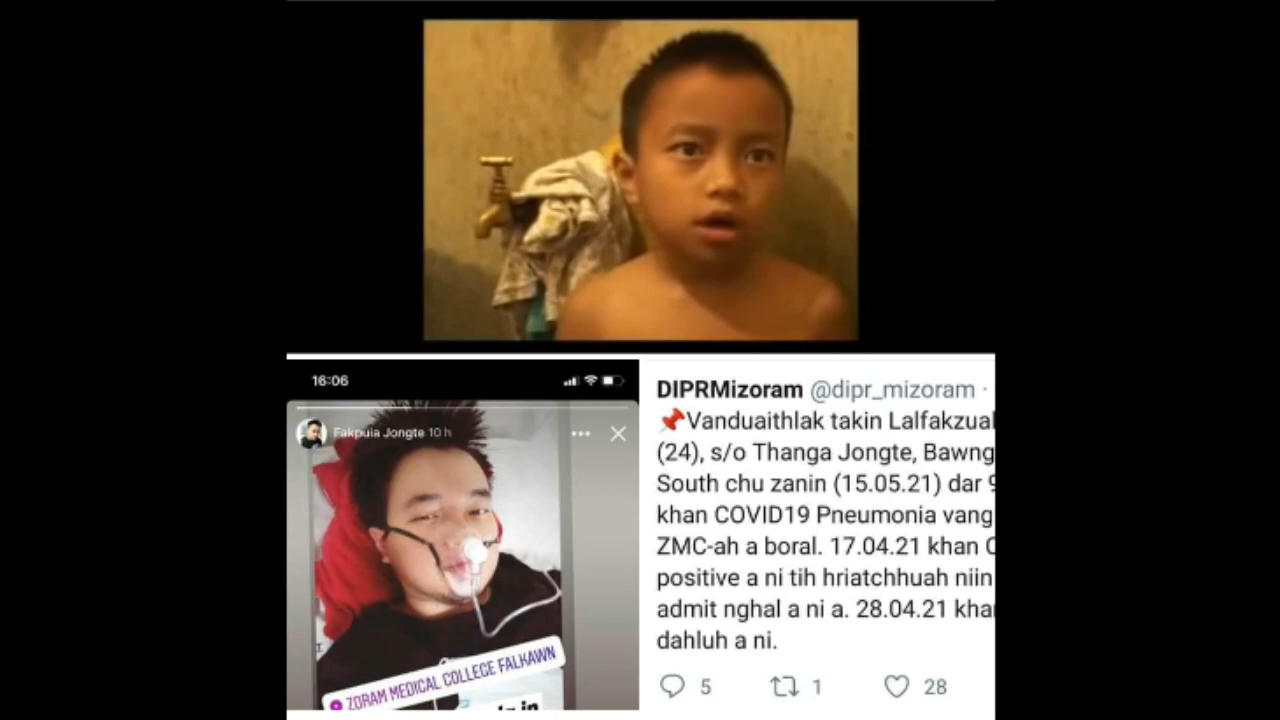 16:06
Fakpuia Jongte 10 h
ZORAM MEDICAL COLLEGE FALKAWN
DIPRMizoram @dipr_mizoram ·
📌Vanduaithlak takin Lalfakzual
(24), s/o Thanga Jongte, Bawng
South chu zanin (15.05.21) dar 9
khan COVID19 Pneumonia vang
ZMC-ah a boral. 17.04.21 khan
positive a ni tih hriatchhuah niin
admit nghal a ni a. 28.04.21 khan
dahluh a ni.
5 1 28